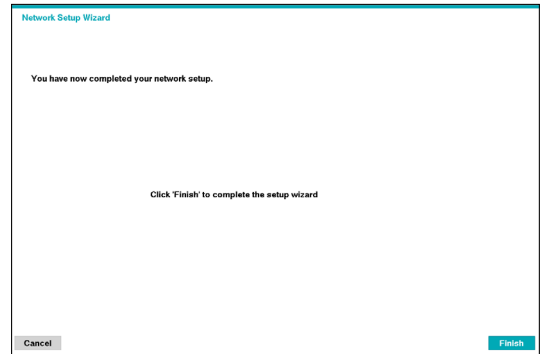 Network Setup Wizard
You have now completed your network setup.
Click 'Finish' to complete the setup wizard
Cancel
Finish